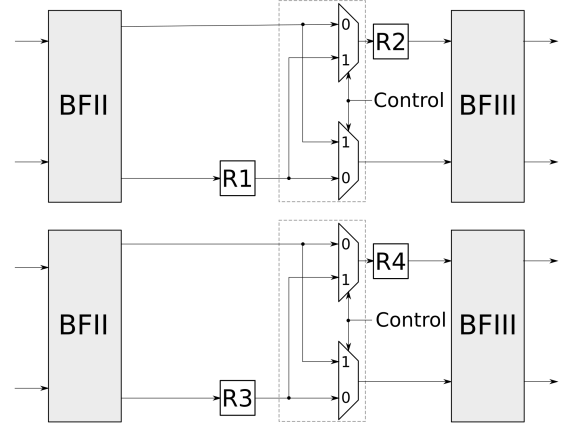 0
R2
1
BFII
Control
BFIII
1
R1
0
0
R4
1
BFII
Control
BFIII
1
R3
0